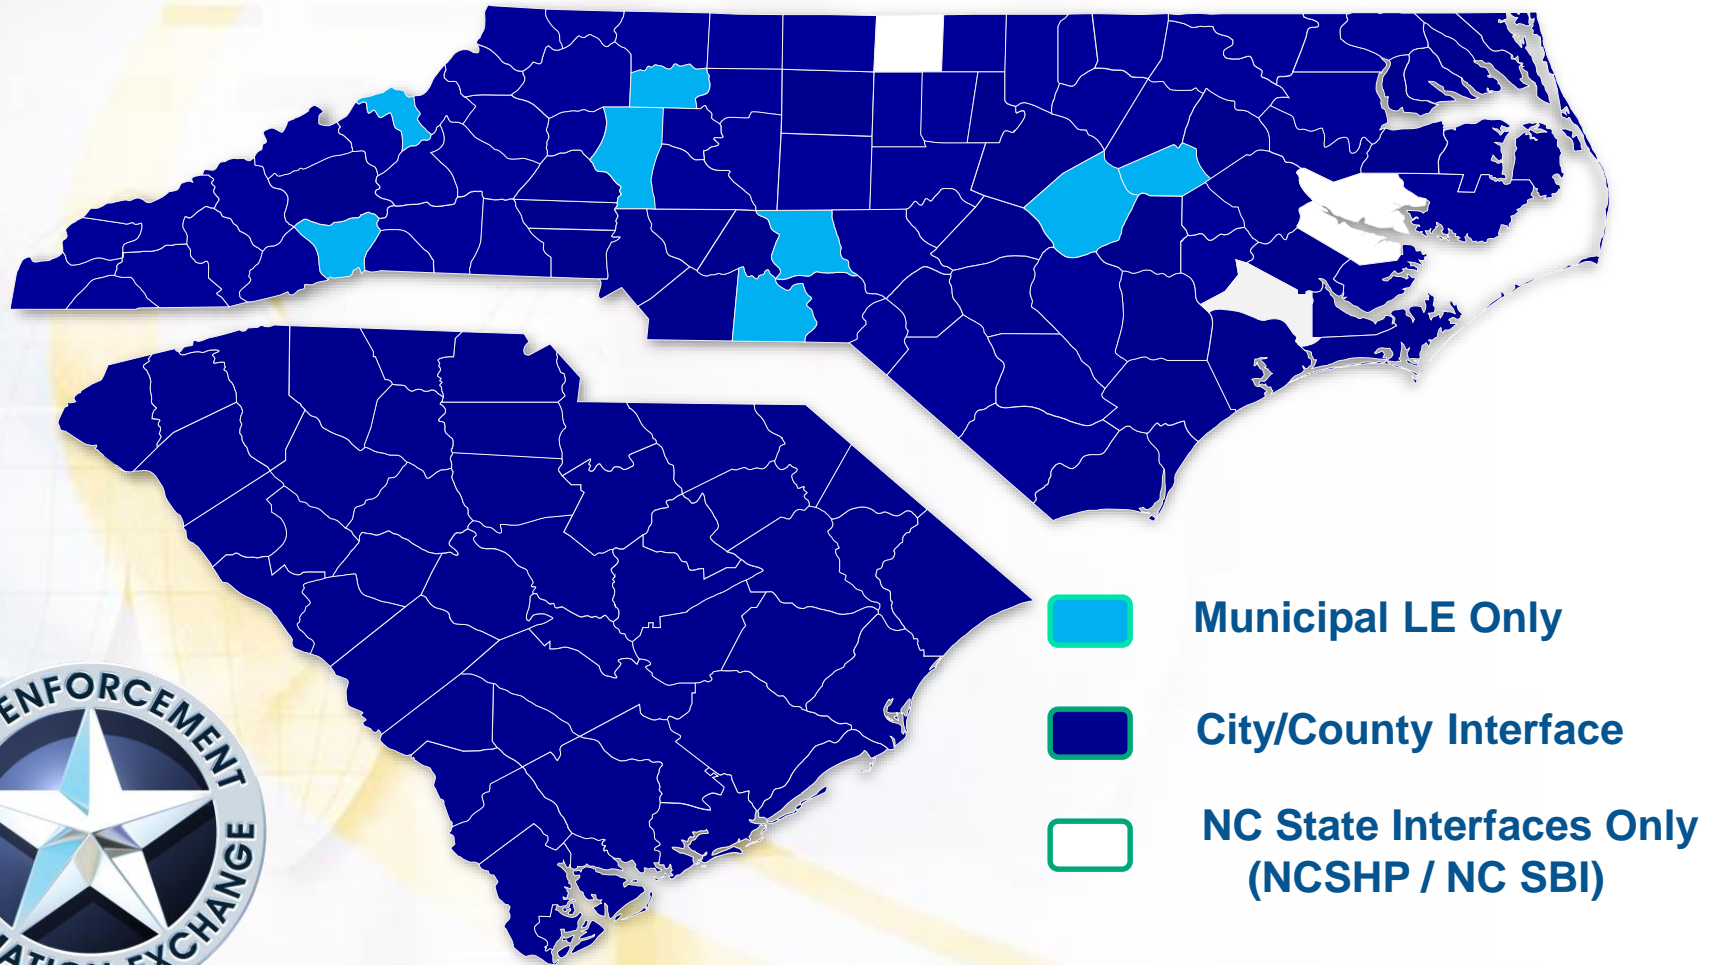 Municipal LE Only
City/County Interface
NC State Interfaces Only
(NCSHP / NC SBI)
ENFORCEMENT
EXCHANGE